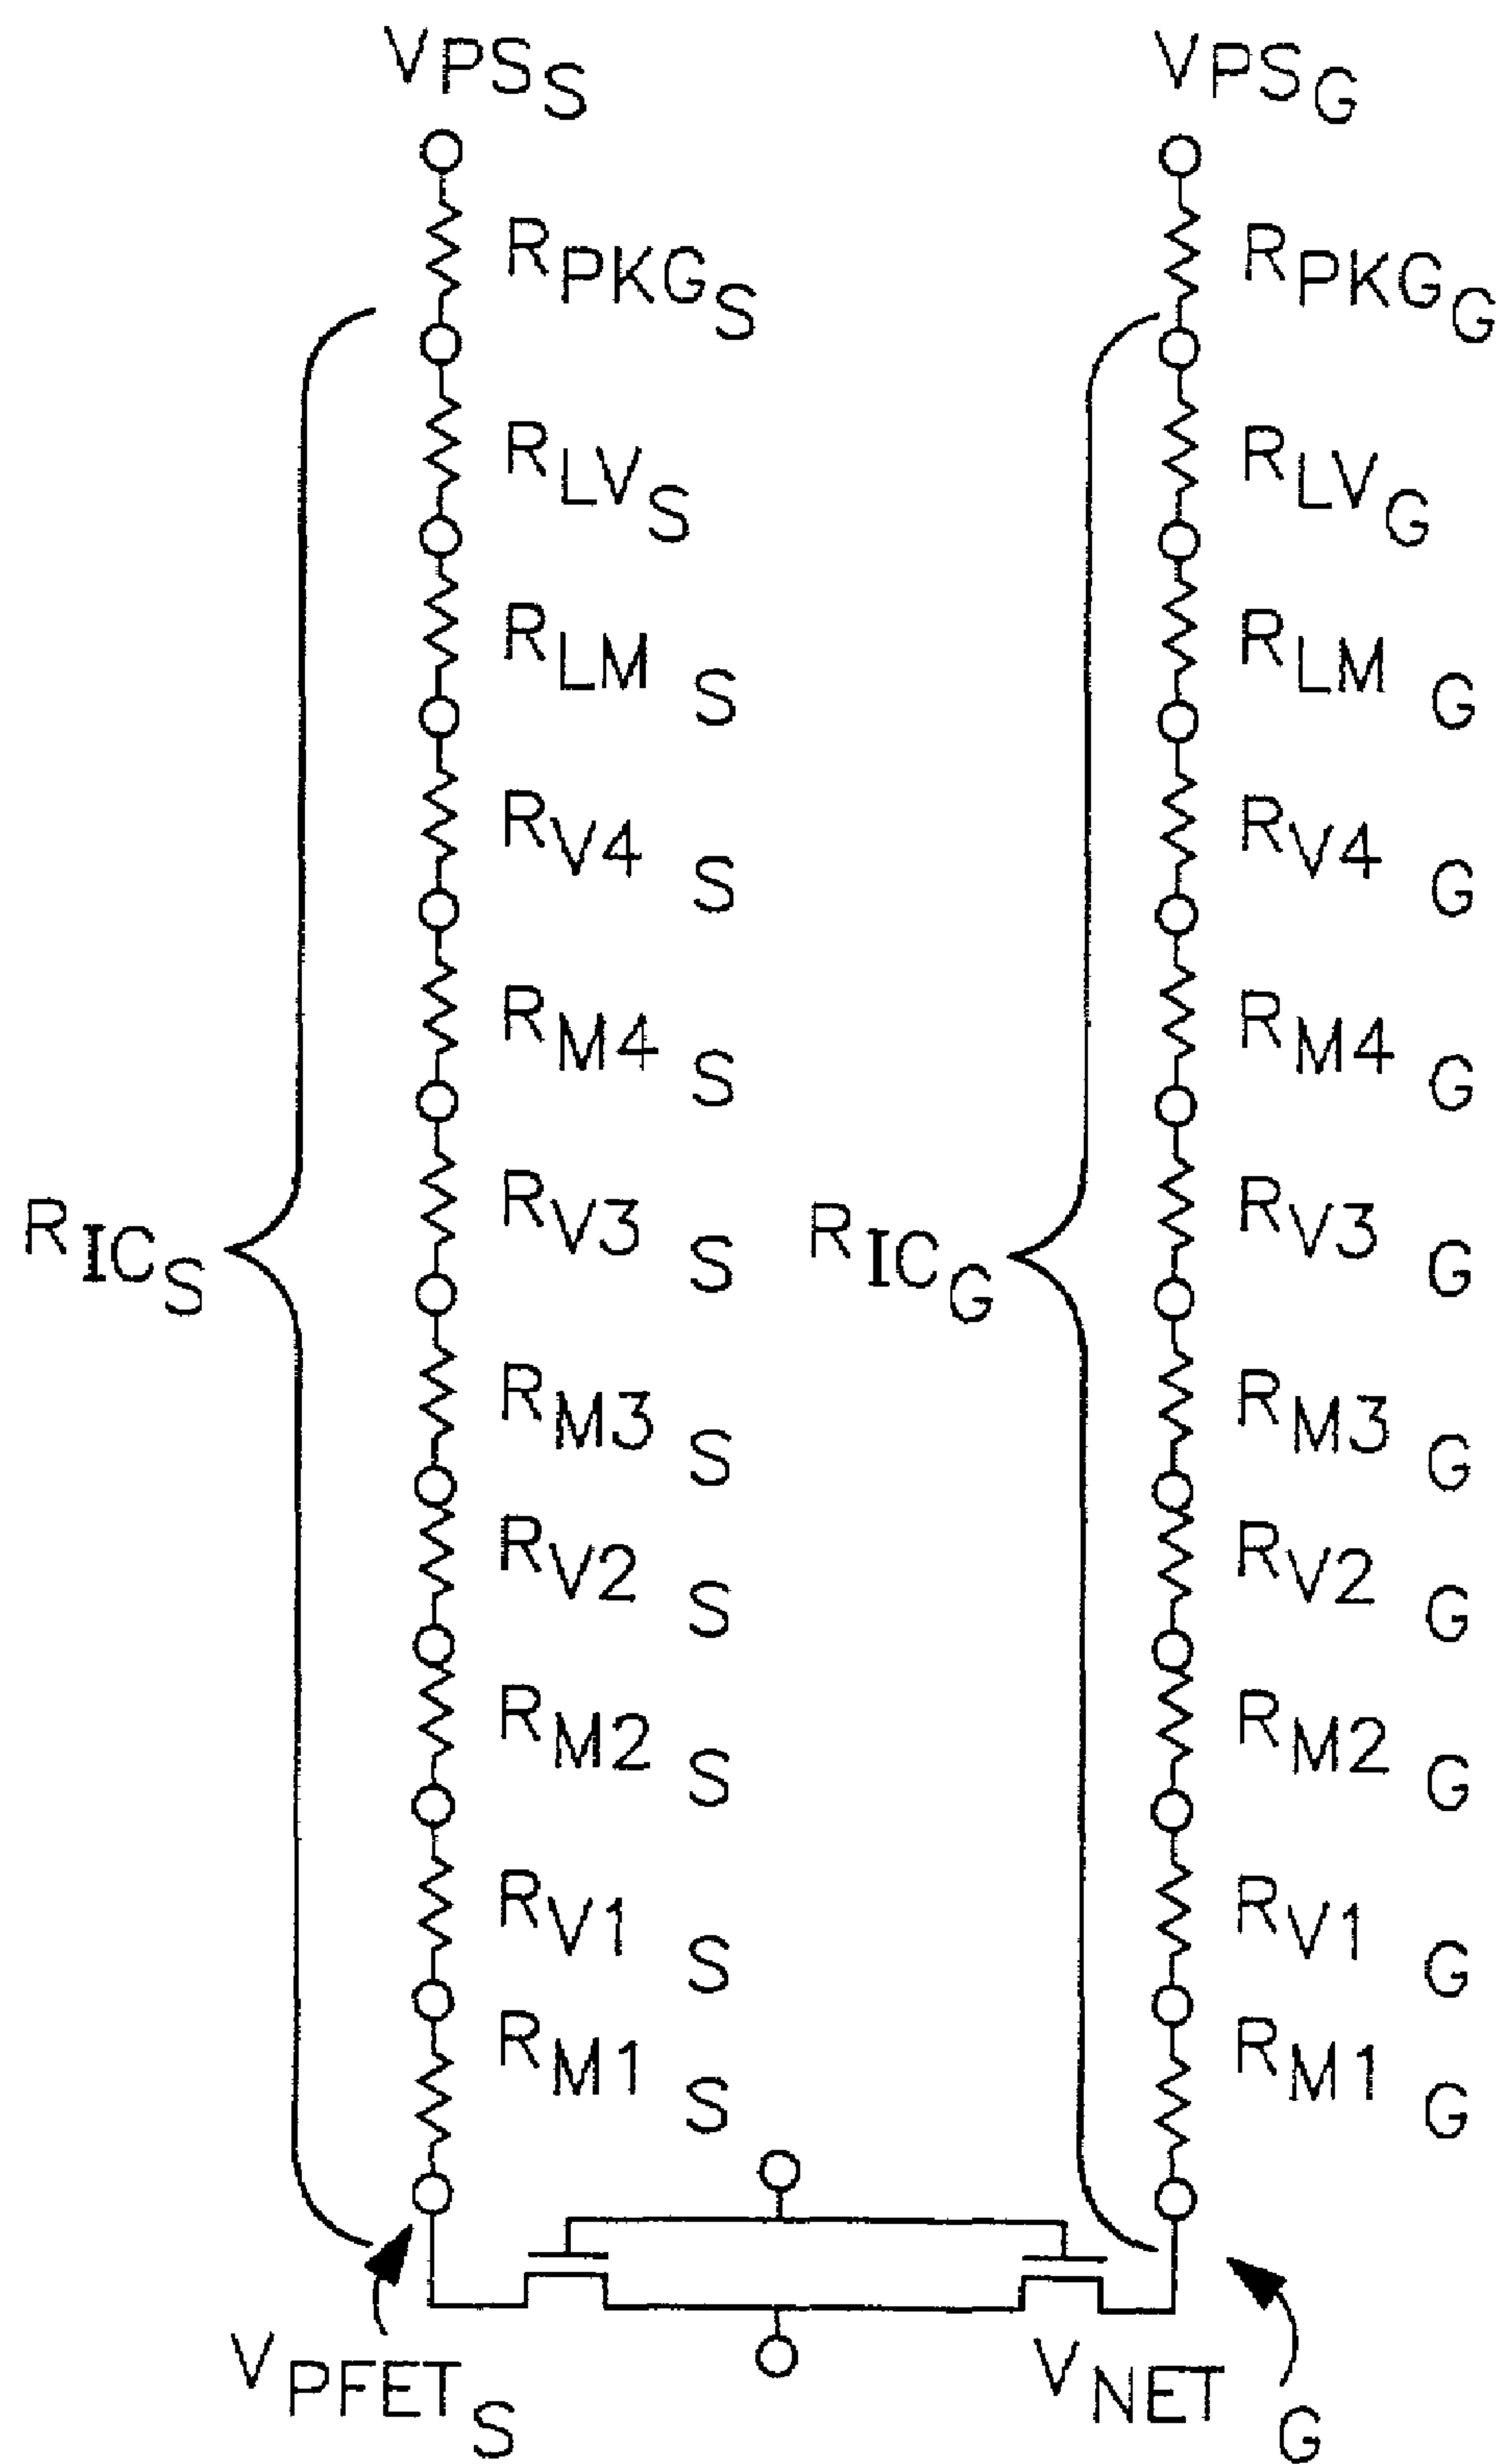 VPSS VPSG
RPKGS RPKGG
RLVS RLVG
RLM S RLM G
RV4 S RV4 G
RM4 S RM4 G
RICS RV3 S RICG RV3 G
RM3 S RM3 G
RV2 S RV2 G
RM2 S RM2 G
RV1 S RV1 G
RM1 S RM1 G
VPFETS VNET G